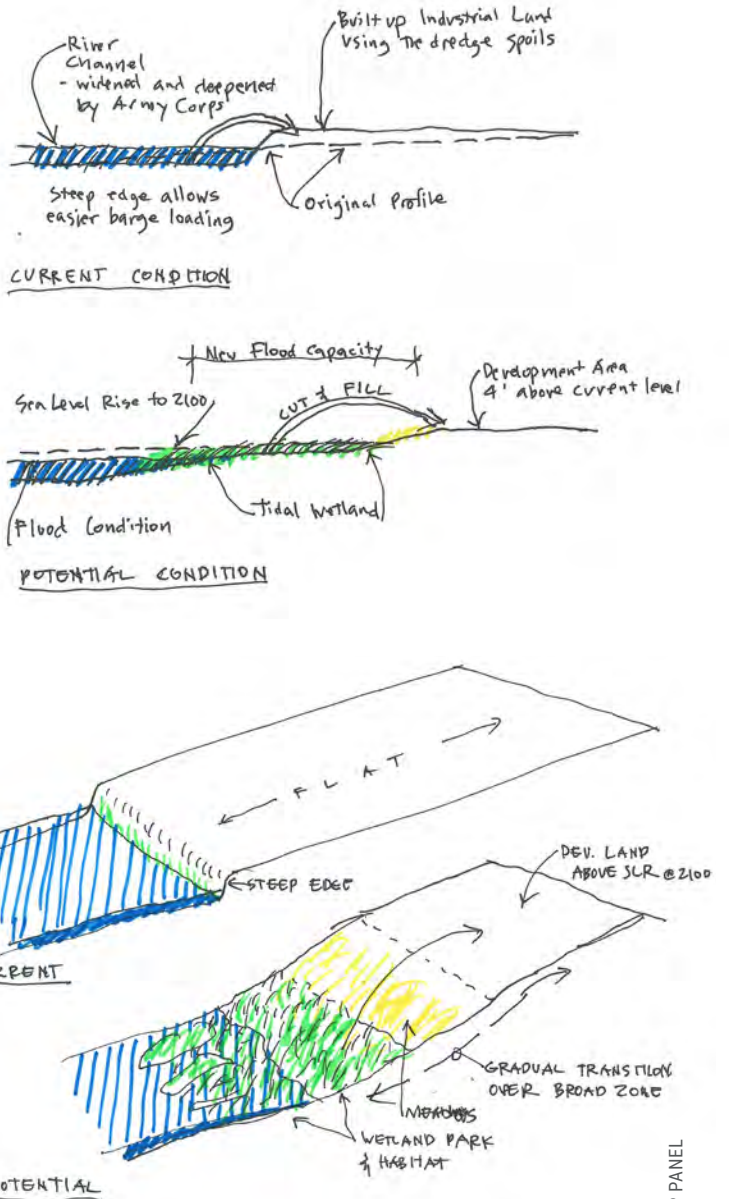 River
Channel
- widened and deepened
by Army Corps
Built up Industrial Land
Using the dredge spoils
Steep edge allows
easier barge loading
Original Profile
CURRENT CONDITION
New Flood Capacity
Sea Level Rise to 2100
CUT & FILL
Development Area
4' above current level
Flood Condition
Tidal Wetland
POTENTIAL CONDITION
FLAT
STEEP EDGE
RRENT
DEV. LAND
ABOVE SLR @ 2100
GRADUAL TRANSITION
OVER BROAD ZONE
MEADOWS
WETLAND PARK
& HABITAT
OTENTIAL
PANEL